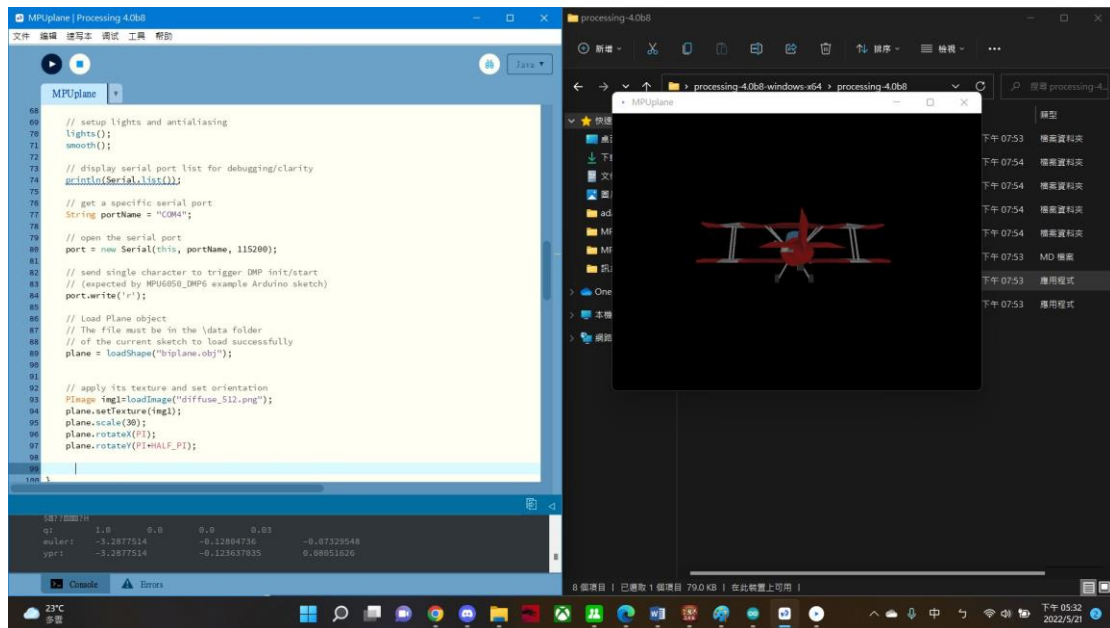 MPUplane | Processing 4.0b8
文件 編輯 速写本 调试 工具 帮助
Java
MPUplane
68
69 // setup lights and antialiasing
70 lights();
71 smooth();
72
73 // display serial port list for debugging/clarity
74 println(Serial.list());
75
76 // get a specific serial port
77 String portName = "COM4";
78
79 // open the serial port
80 port = new Serial(this, portName, 115200);
81
82 // send single character to trigger DMP init/start
83 // (expected by MPU6050_DMP6 example Arduino sketch)
84 port.write('r');
85
86 // Load Plane object
87 // The file must be in the \data folder
88 // of the current sketch to load successfully
89 plane = loadShape("biplane.obj");
90
91
92 // apply its texture and set orientation
93 PImage img1=loadImage("diffuse_512.png");
94 plane.setTexture(img1);
95 plane.scale(30);
96 plane.rotateX(PI);
97 plane.rotateY(PI+HALF_PI);
98
99
100 }
q: 1.0 0.0 0.0 0.03
euler: -3.2877514 -0.12804736 -0.07329548
ypr: -3.2877514 -0.123637035 0.08051626
Console Errors
processing-4.0b8
新增 排序 檢視
processing-4.0b8-windows-x64 > processing-4.0b8
搜尋 processing-4...
MPUplane
快速
類型
下午 07:53 檔案資料夾
下午 07:54 檔案資料夾
下午 07:54 檔案資料夾
下午 07:54 檔案資料夾
下午 07:54 檔案資料夾
下午 07:53 MD 檔案
下午 07:53 應用程式
下午 07:53 應用程式
ad
One
本機
網路
8 個項目 | 已選取 1 個項目 79.0 KB | 在此裝置上可用 |
23°C
多雲
中 ㄅ
下午 05:32
2022/5/21